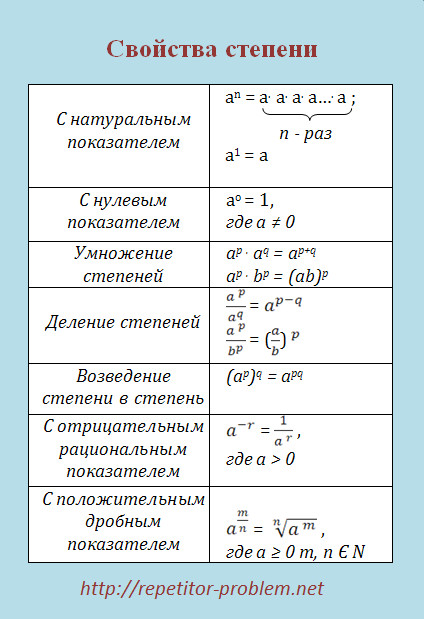 Свойства степени
С натуральным
показателем
aⁿ = a· a· a· a…· a ;
n - раз
a¹ = a
С нулевым
показателем
a⁰ = 1,
где a ≠ 0
Умножение
степеней
aᵖ · a^q = a^(p+q)
aᵖ · bᵖ = (ab)ᵖ
Деление степеней
aᵖ/a^q = a^(p−q)
aᵖ/bᵖ = (a/b)ᵖ
Возведение
степени в степень
(aᵖ)^q = a^(pq)
С отрицательным
рациональным
показателем
a^(−r) = 1/a^r ,
где a > 0
С положительным
дробным
показателем
a^(m/n) = ⁿ√(a^m) ,
где a ≥ 0 m, n Є N
http://repetitor-problem.net